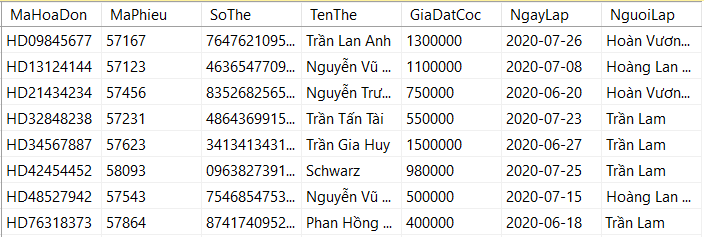 MaHoaDon MaPhieu SoThe TenThe GiaDatCoc NgayLap NguoiLap
HD09845677 57167 7647621095... Trần Lan Anh 1300000 2020-07-26 Hoàn Vươn...
HD13124144 57123 4636547709... Nguyễn Vũ ... 1100000 2020-07-08 Hoàng Lan ...
HD21434234 57456 8352682565... Nguyễn Trư... 750000 2020-06-20 Hoàn Vươn...
HD32848238 57231 4864369915... Trần Tấn Tài 550000 2020-07-23 Trần Lam
HD34567887 57623 3413413431... Trần Gia Huy 1500000 2020-06-27 Trần Lam
HD42454452 58093 0963827391... Schwarz 980000 2020-07-25 Trần Lam
HD48527942 57543 7546854753... Nguyễn Vũ ... 500000 2020-07-15 Hoàng Lan ...
HD76318373 57864 8741740952... Phan Hồng ... 400000 2020-06-18 Trần Lam